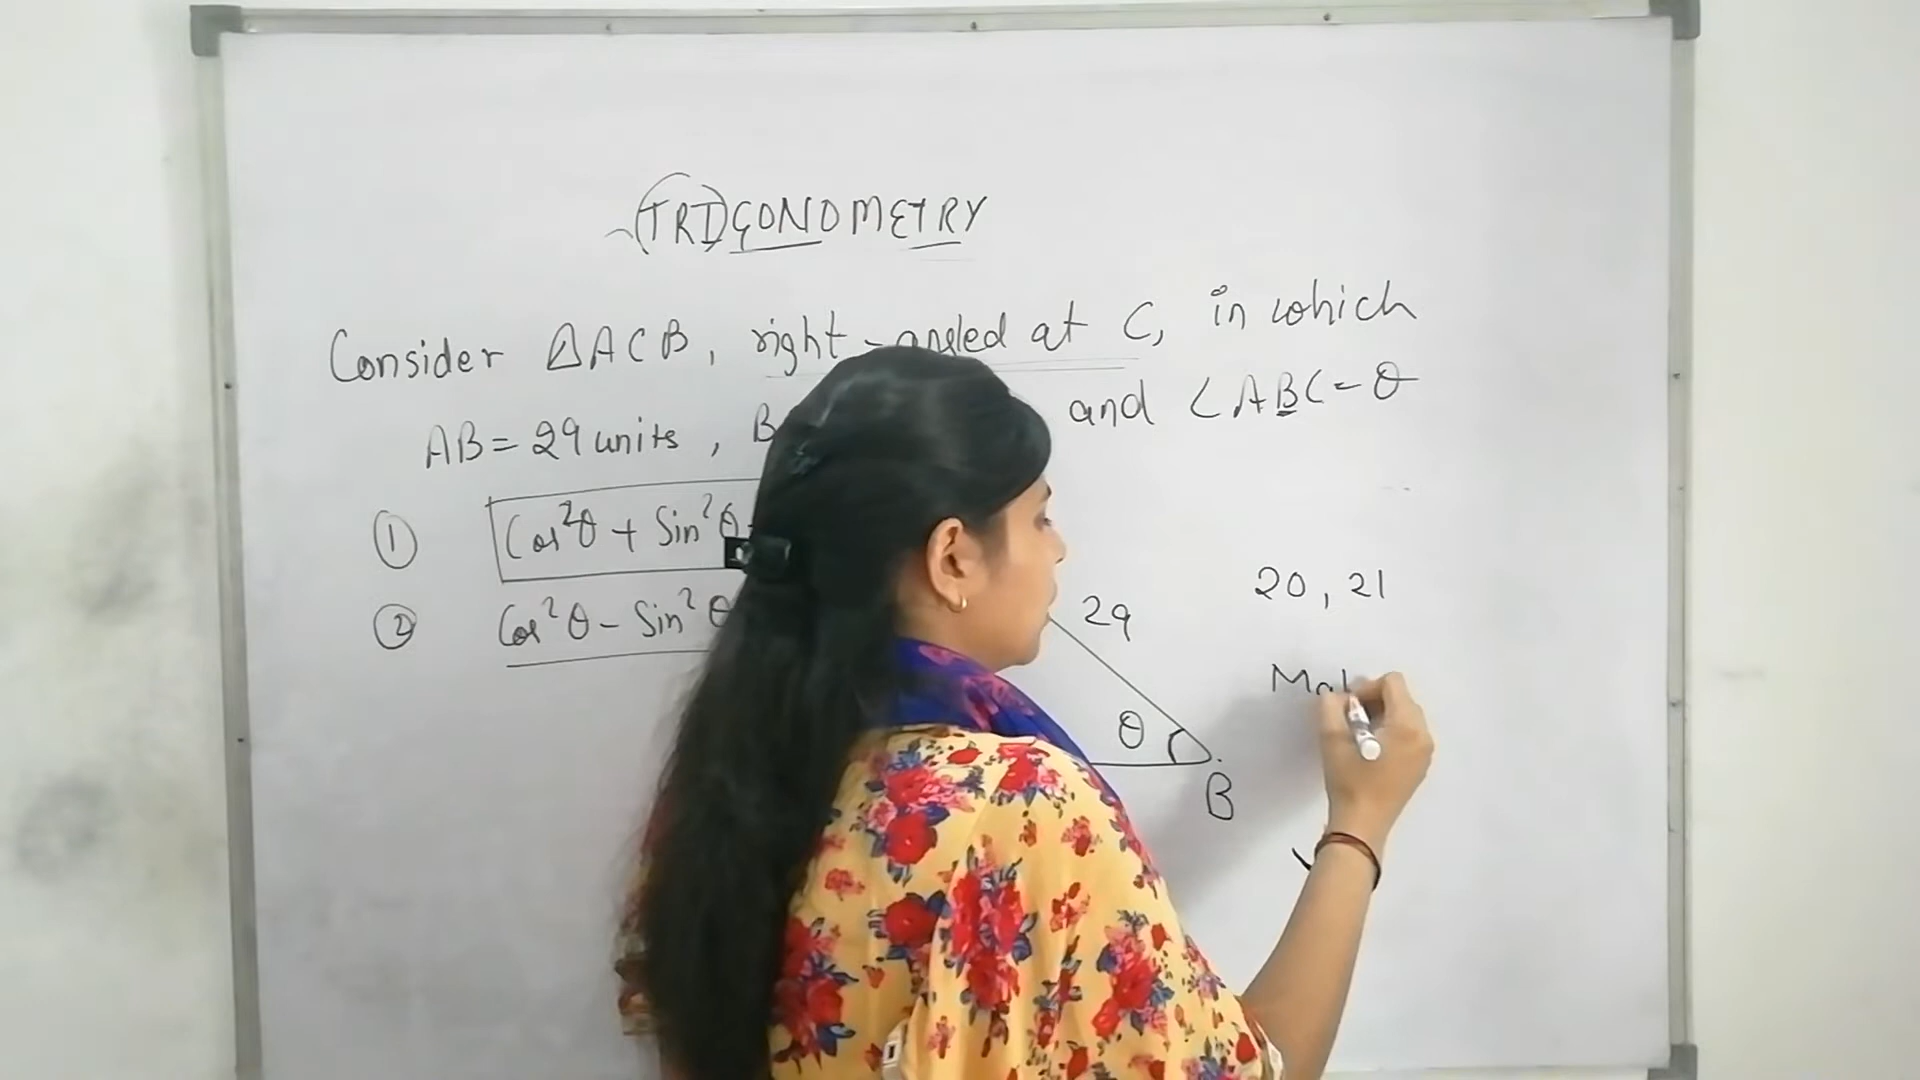 TRIGONOMETRY
Consider △ACB, right-angled at C, in which
AB = 29 units, B and ∠ABC = θ
① Cos²θ + Sin²θ
② Cos²θ - Sin²θ
29
20, 21
θ
B